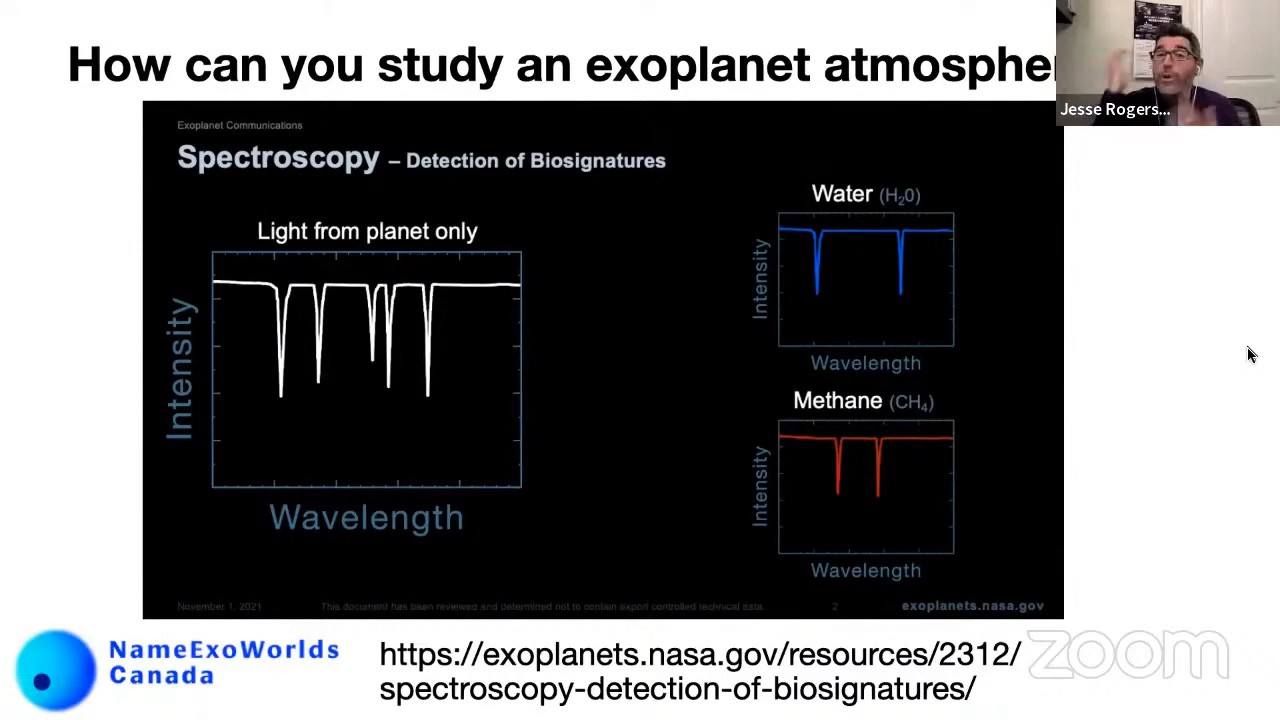 How can you study an exoplanet atmospher
Jesse Rogers...
Exoplanet Communications
Spectroscopy – Detection of Biosignatures
Light from planet only
Intensity
Wavelength
Water (H₂0)
Intensity
Wavelength
Methane (CH₄)
Intensity
Wavelength
November 1, 2021
This document has been reviewed and determined not to contain export controlled technical data.
2
exoplanets.nasa.gov
NameExoWorlds
Canada
https://exoplanets.nasa.gov/resources/2312/
spectroscopy-detection-of-biosignatures/
zoom